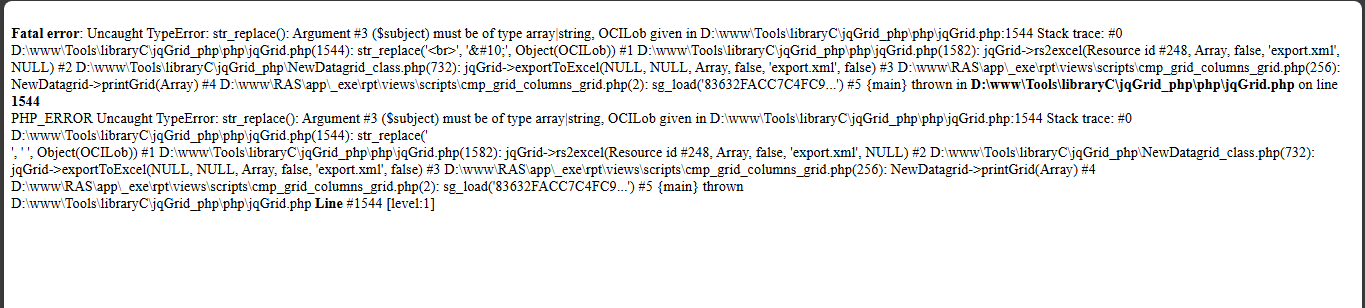 Fatal error: Uncaught TypeError: str_replace(): Argument #3 ($subject) must be of type array|string, OCILob given in D:\www\Tools\libraryC\jqGrid_php\php\jqGrid.php:1544 Stack trace: #0
D:\www\Tools\libraryC\jqGrid_php\php\jqGrid.php(1544): str_replace('<br>', '&#10;', Object(OCILob)) #1 D:\www\Tools\libraryC\jqGrid_php\php\jqGrid.php(1582): jqGrid->rs2excel(Resource id #248, Array, false, 'export.xml',
NULL) #2 D:\www\Tools\libraryC\jqGrid_php\NewDatagrid_class.php(732): jqGrid->exportToExcel(NULL, NULL, Array, false, 'export.xml', false) #3 D:\www\RAS\app\_exe\rpt\views\scripts\cmp_grid_columns_grid.php(256):
NewDatagrid->printGrid(Array) #4 D:\www\RAS\app\_exe\rpt\views\scripts\cmp_grid_columns_grid.php(2): sg_load('83632FACC7C4FC9...') #5 {main} thrown in D:\www\Tools\libraryC\jqGrid_php\php\jqGrid.php on line
1544
PHP_ERROR Uncaught TypeError: str_replace(): Argument #3 ($subject) must be of type array|string, OCILob given in D:\www\Tools\libraryC\jqGrid_php\php\jqGrid.php:1544 Stack trace: #0
D:\www\Tools\libraryC\jqGrid_php\php\jqGrid.php(1544): str_replace('
', ' ', Object(OCILob)) #1 D:\www\Tools\libraryC\jqGrid_php\php\jqGrid.php(1582): jqGrid->rs2excel(Resource id #248, Array, false, 'export.xml', NULL) #2 D:\www\Tools\libraryC\jqGrid_php\NewDatagrid_class.php(732):
jqGrid->exportToExcel(NULL, NULL, Array, false, 'export.xml', false) #3 D:\www\RAS\app\_exe\rpt\views\scripts\cmp_grid_columns_grid.php(256): NewDatagrid->printGrid(Array) #4
D:\www\RAS\app\_exe\rpt\views\scripts\cmp_grid_columns_grid.php(2): sg_load('83632FACC7C4FC9...') #5 {main} thrown
D:\www\Tools\libraryC\jqGrid_php\php\jqGrid.php Line #1544 [level:1]